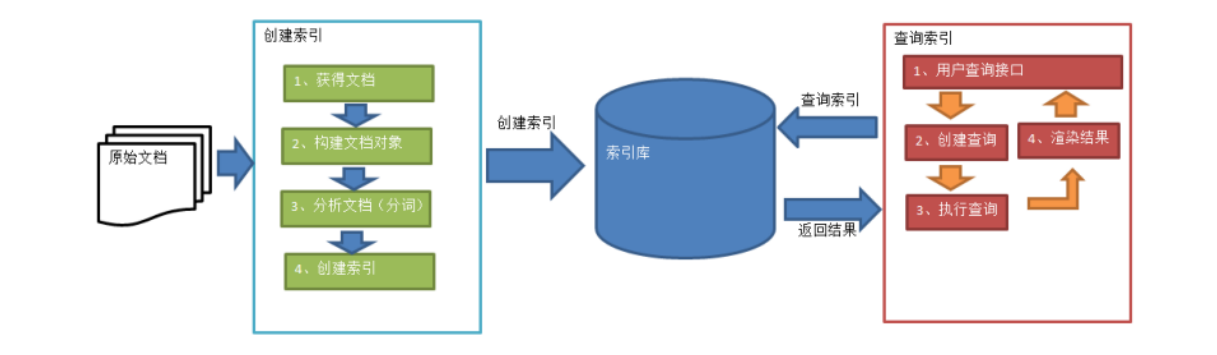 原始文档
创建索引
1、获得文档
2、构建文档对象
3、分析文档（分词）
4、创建索引
创建索引
索引库
查询索引
返回结果
查询索引
1、用户查询接口
2、创建查询
4、渲染结果
3、执行查询